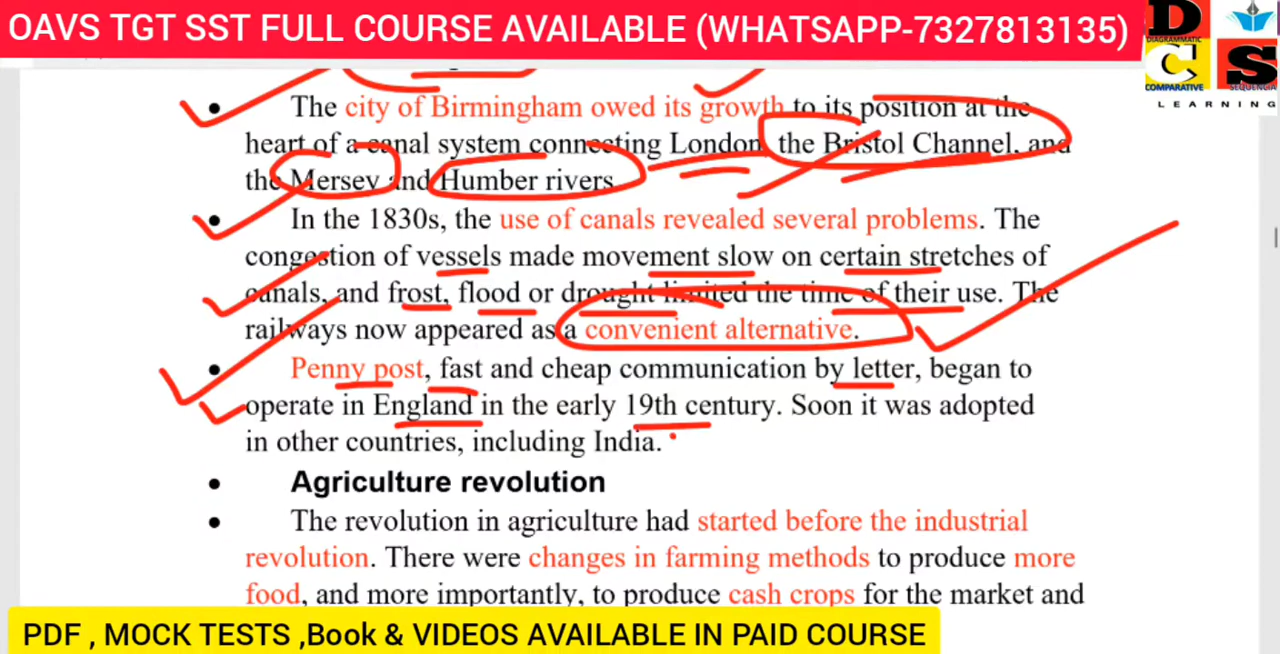 OAVS TGT SST FULL COURSE AVAILABLE (WHATSAPP-7327813135)
D
DIAGRAMMATIC
C S
COMPARATIVE SEQUENCIA
LEARNING
• The city of Birmingham owed its growth to its position at the
heart of a canal system connecting London, the Bristol Channel, and
the Mersey and Humber rivers.
• In the 1830s, the use of canals revealed several problems. The
congestion of vessels made movement slow on certain stretches of
canals, and frost, flood or drought limited the time of their use. The
railways now appeared as a convenient alternative.
• Penny post, fast and cheap communication by letter, began to
operate in England in the early 19th century. Soon it was adopted
in other countries, including India.
• Agriculture revolution
• The revolution in agriculture had started before the industrial
revolution. There were changes in farming methods to produce more
food, and more importantly, to produce cash crops for the market and
PDF , MOCK TESTS ,Book & VIDEOS AVAILABLE IN PAID COURSE